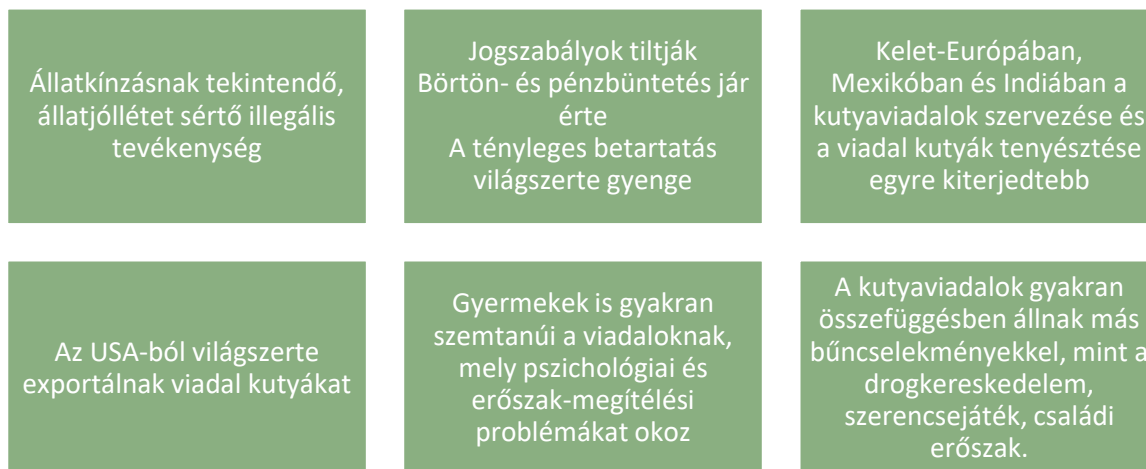 Állatkínzásnak tekintendő,
állatjóllétet sértő illegális
tevékenység
Jogszabályok tiltják
Börtön- és pénzbüntetés jár
érte
A tényleges betartatás
világszerte gyenge
Kelet-Európában,
Mexikóban és Indiában a
kutyaviadalok szervezése és
a viadal kutyák tenyésztése
egyre kiterjedtebb
Az USA-ból világszerte
exportálnak viadal kutyákat
Gyermekek is gyakran
szemtanúi a viadaloknak,
mely pszichológiai és
erőszak-megítélési
problémákat okoz
A kutyaviadalok gyakran
összefüggésben állnak más
bűncselekményekkel, mint a
drogkereskedelem,
szerencsejáték, családi
erőszak.